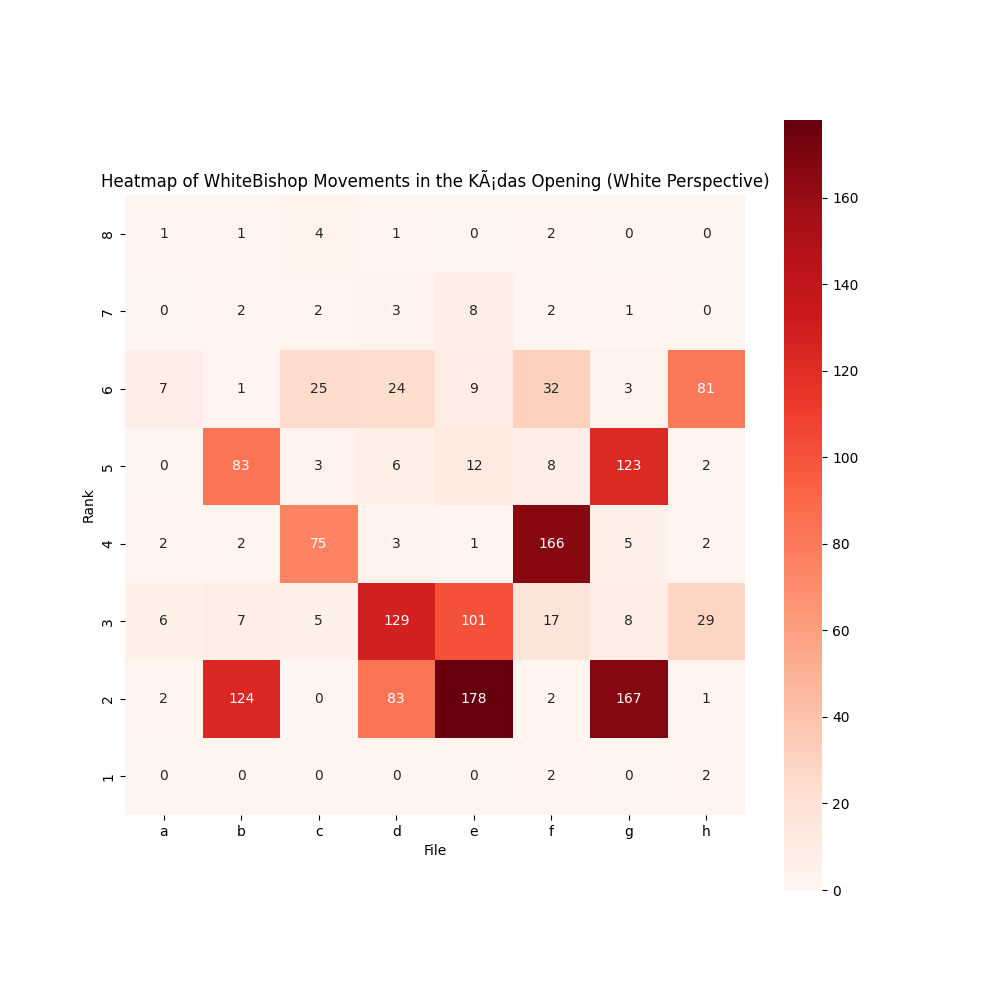 Heatmap of WhiteBishop Movements in the KÃ¡das Opening (White Perspective)
8 1 1 4 1 0 2 0 0
7 0 2 2 3 8 2 1 0
6 7 1 25 24 9 32 3 81
5 0 83 3 6 12 8 123 2
4 2 2 75 3 1 166 5 2
3 6 7 5 129 101 17 8 29
2 2 124 0 83 178 2 167 1
1 0 0 0 0 0 2 0 2
a b c d e f g h
File
Rank
160
140
120
100
80
60
40
20
0